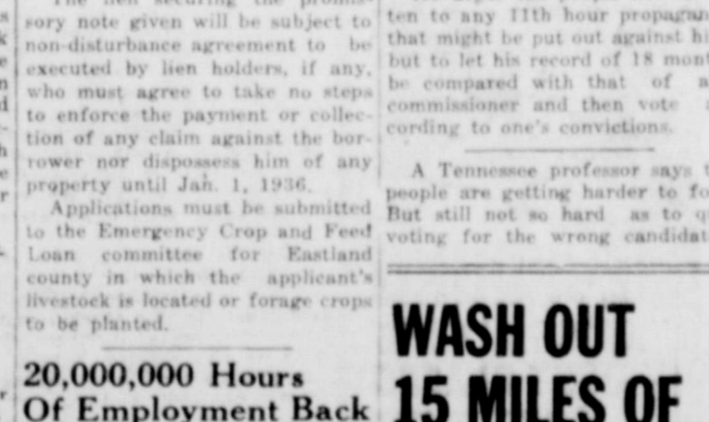 sory note given will be subject to
non-disturbance agreement to be
executed by lien holders, if any,
who must agree to take no steps
to enforce the payment or collec-
tion of any claim against the bor-
rower nor dispossess him of any
property until Jan. 1, 1936.
Applications must be submitted
to the Emergency Crop and Feed
Loan committee for Eastland
county in which the applicant's
livestock is located or forage crops
to be planted.
20,000,000 Hours
Of Employment Back
ten to any 11th hour
that might be put out against
but to let his record of 18
be compared with that of
commissioner and then vote
cording to one's convictions.
A Tennessee professor says
people are getting harder to
But still not so hard as to
voting for the wrong
WASH OUT
15 MILES OF